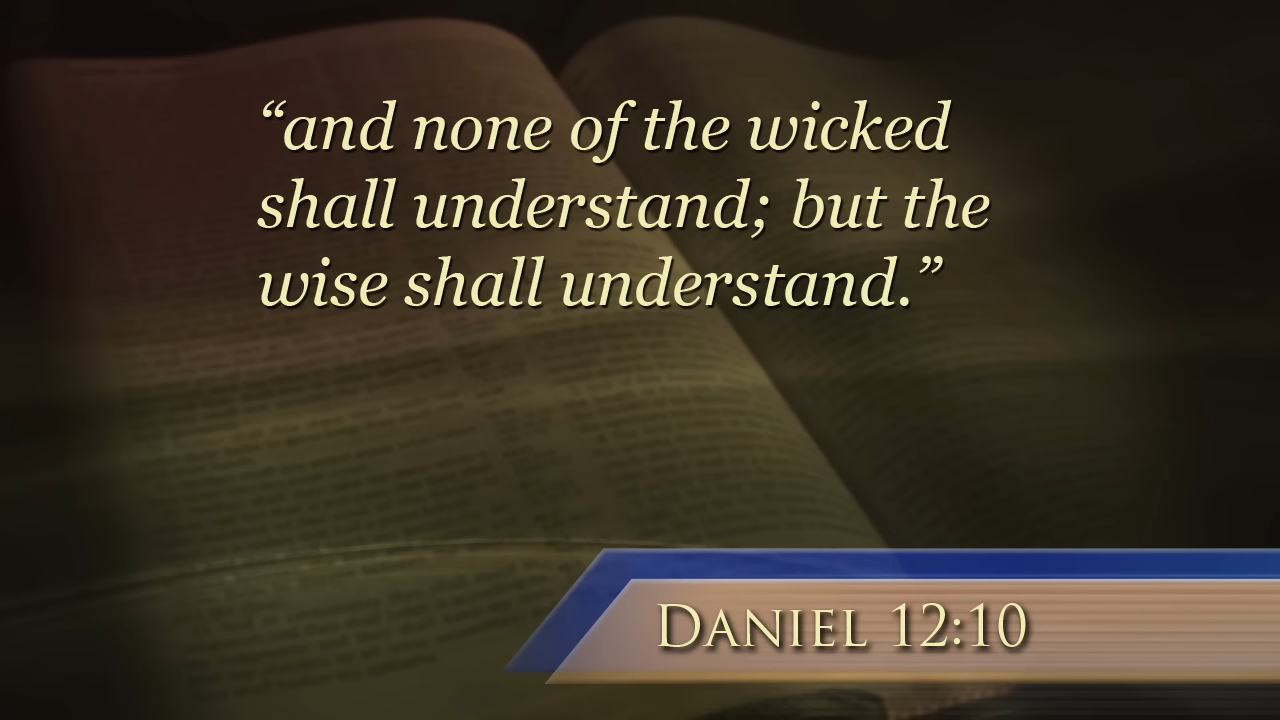 “and none of the wicked
shall understand; but the
wise shall understand.”
Daniel 12:10